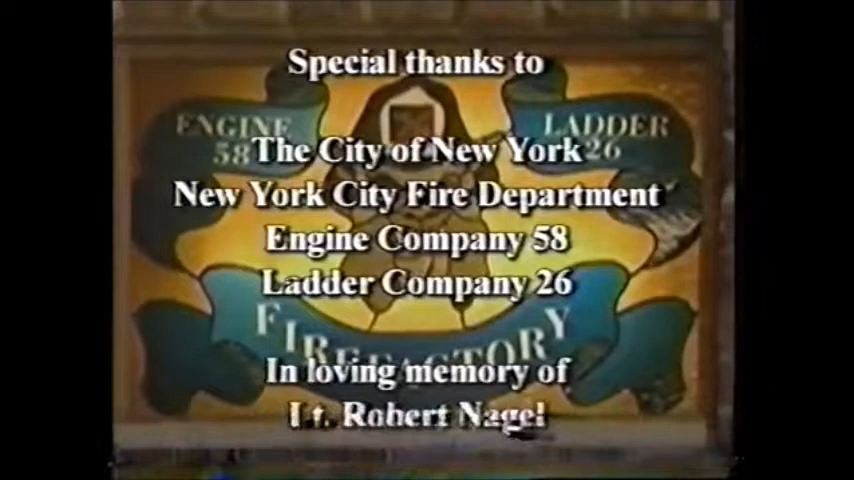 Special thanks to
ENGINE
58
LADDER
26
The City of New York
New York City Fire Department
Engine Company 58
Ladder Company 26
FIREFACTORY
In loving memory of
Lt. Robert Nagel